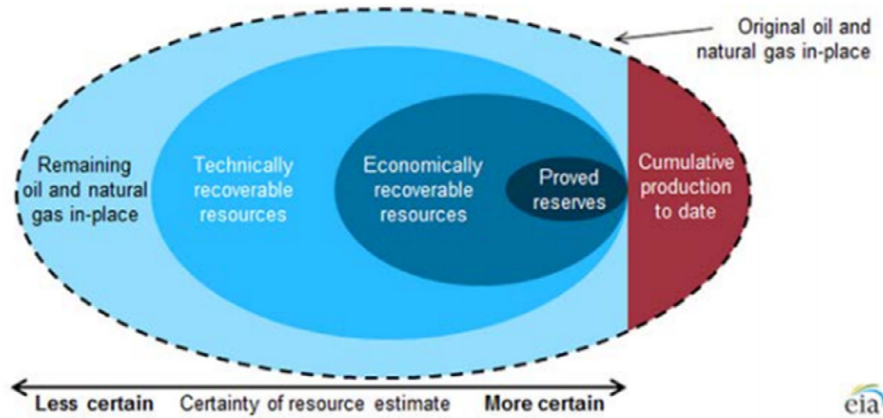 Original oil and
natural gas in-place
Remaining
oil and natural
gas in-place
Technically
recoverable
resources
Economically
recoverable
resources
Proved
reserves
Cumulative
production
to date
Less certain
Certainty of resource estimate
More certain
eia